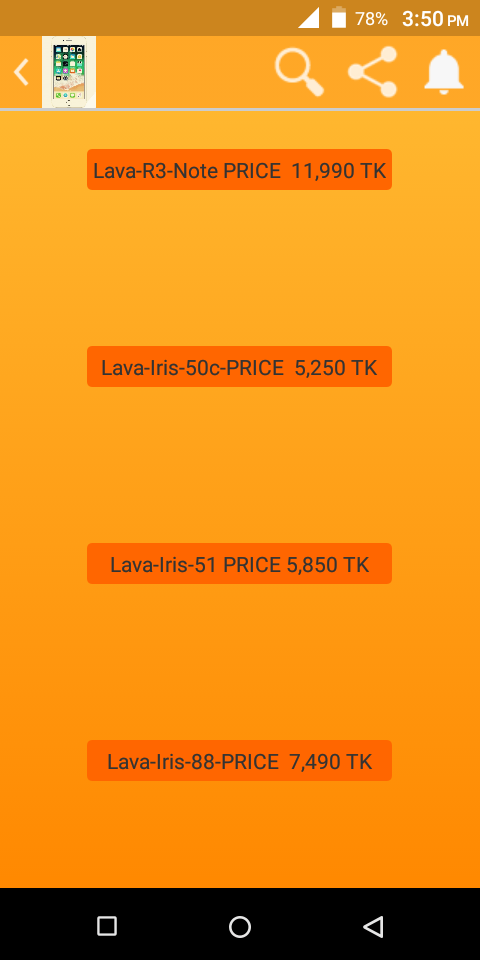 78% 3:50 PM
Lava-R3-Note PRICE 11,990 TK
Lava-Iris-50c-PRICE 5,250 TK
Lava-Iris-51 PRICE 5,850 TK
Lava-Iris-88-PRICE 7,490 TK